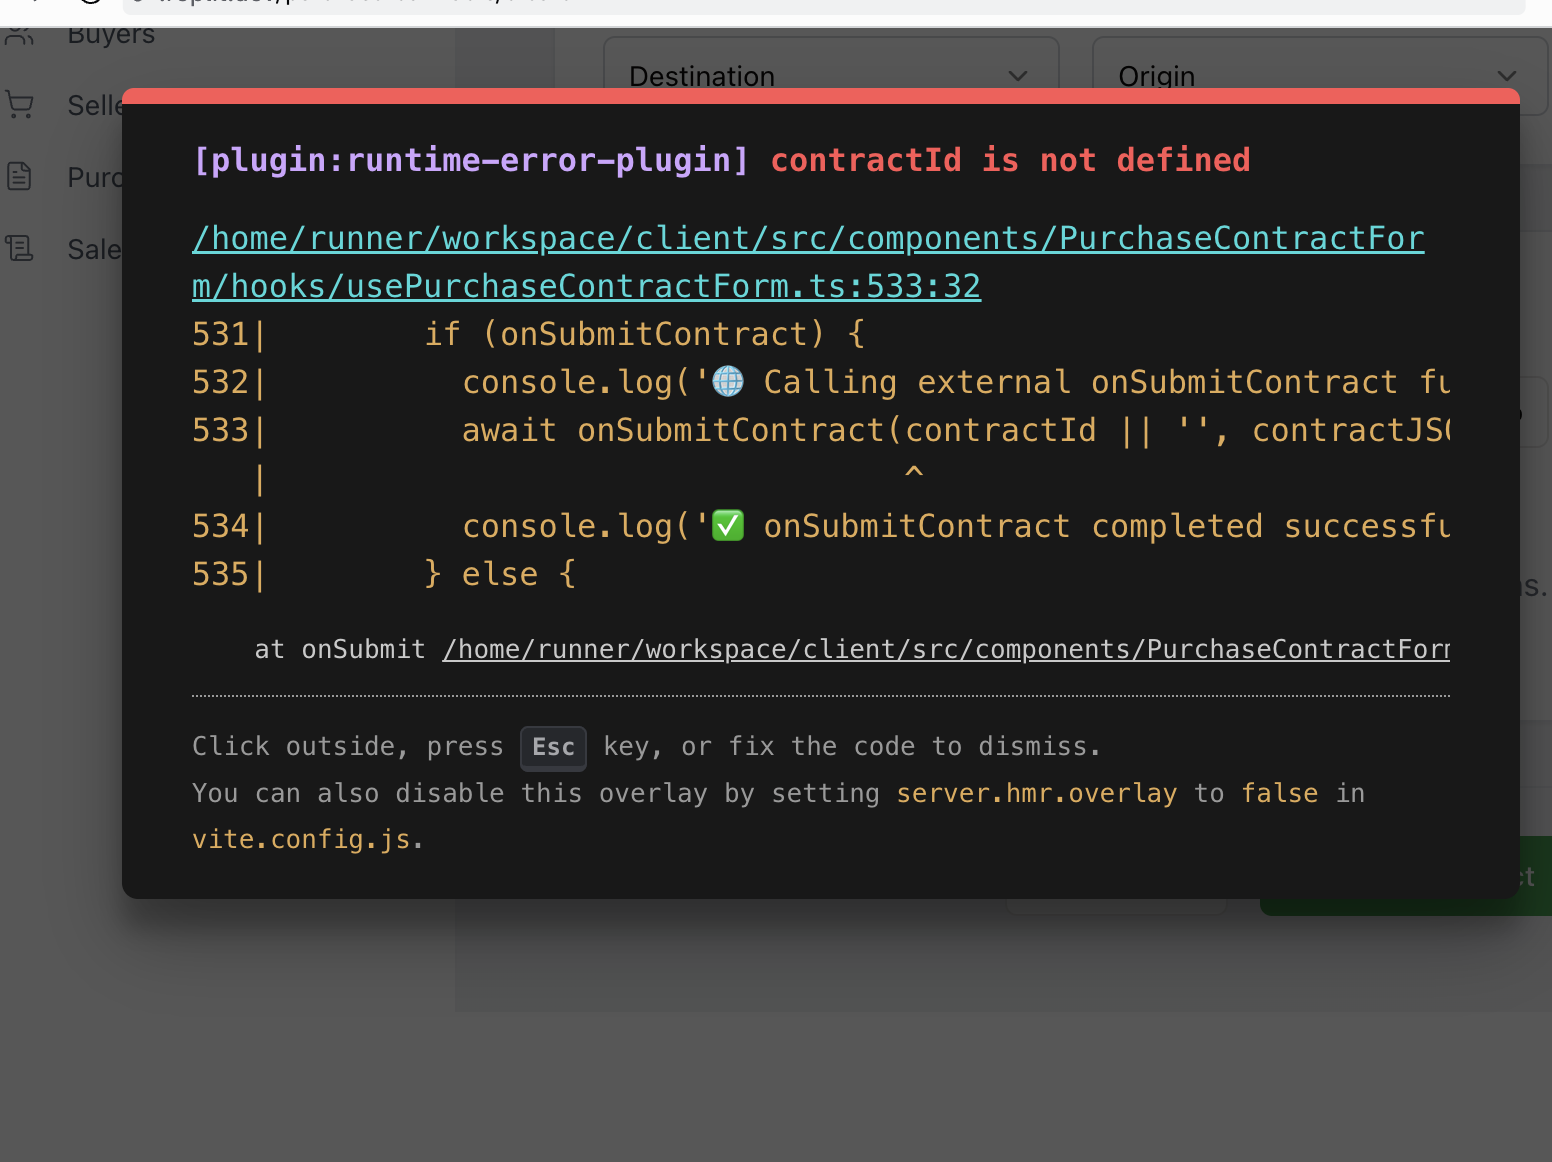 Buyers
Destination
Origin
Selle
Purc
Sale
[plugin:runtime-error-plugin] contractId is not defined
/home/runner/workspace/client/src/components/PurchaseContractFor
m/hooks/usePurchaseContractForm.ts:533:32
531|        if (onSubmitContract) {
532|          console.log('🌐 Calling external onSubmitContract fu
533|          await onSubmitContract(contractId || '', contractJSO
|                                 ^
534|          console.log('✅ onSubmitContract completed successfu
535|        } else {
at onSubmit /home/runner/workspace/client/src/components/PurchaseContractForm
Click outside, press Esc key, or fix the code to dismiss.
You can also disable this overlay by setting server.hmr.overlay to false in
vite.config.js.
s.
ct